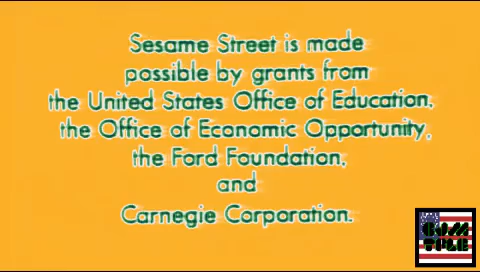 Sesame Street is made
possible by grants from
the United States Office of Education,
the Office of Economic Opportunity,
the Ford Foundation,
and
Carnegie Corporation.